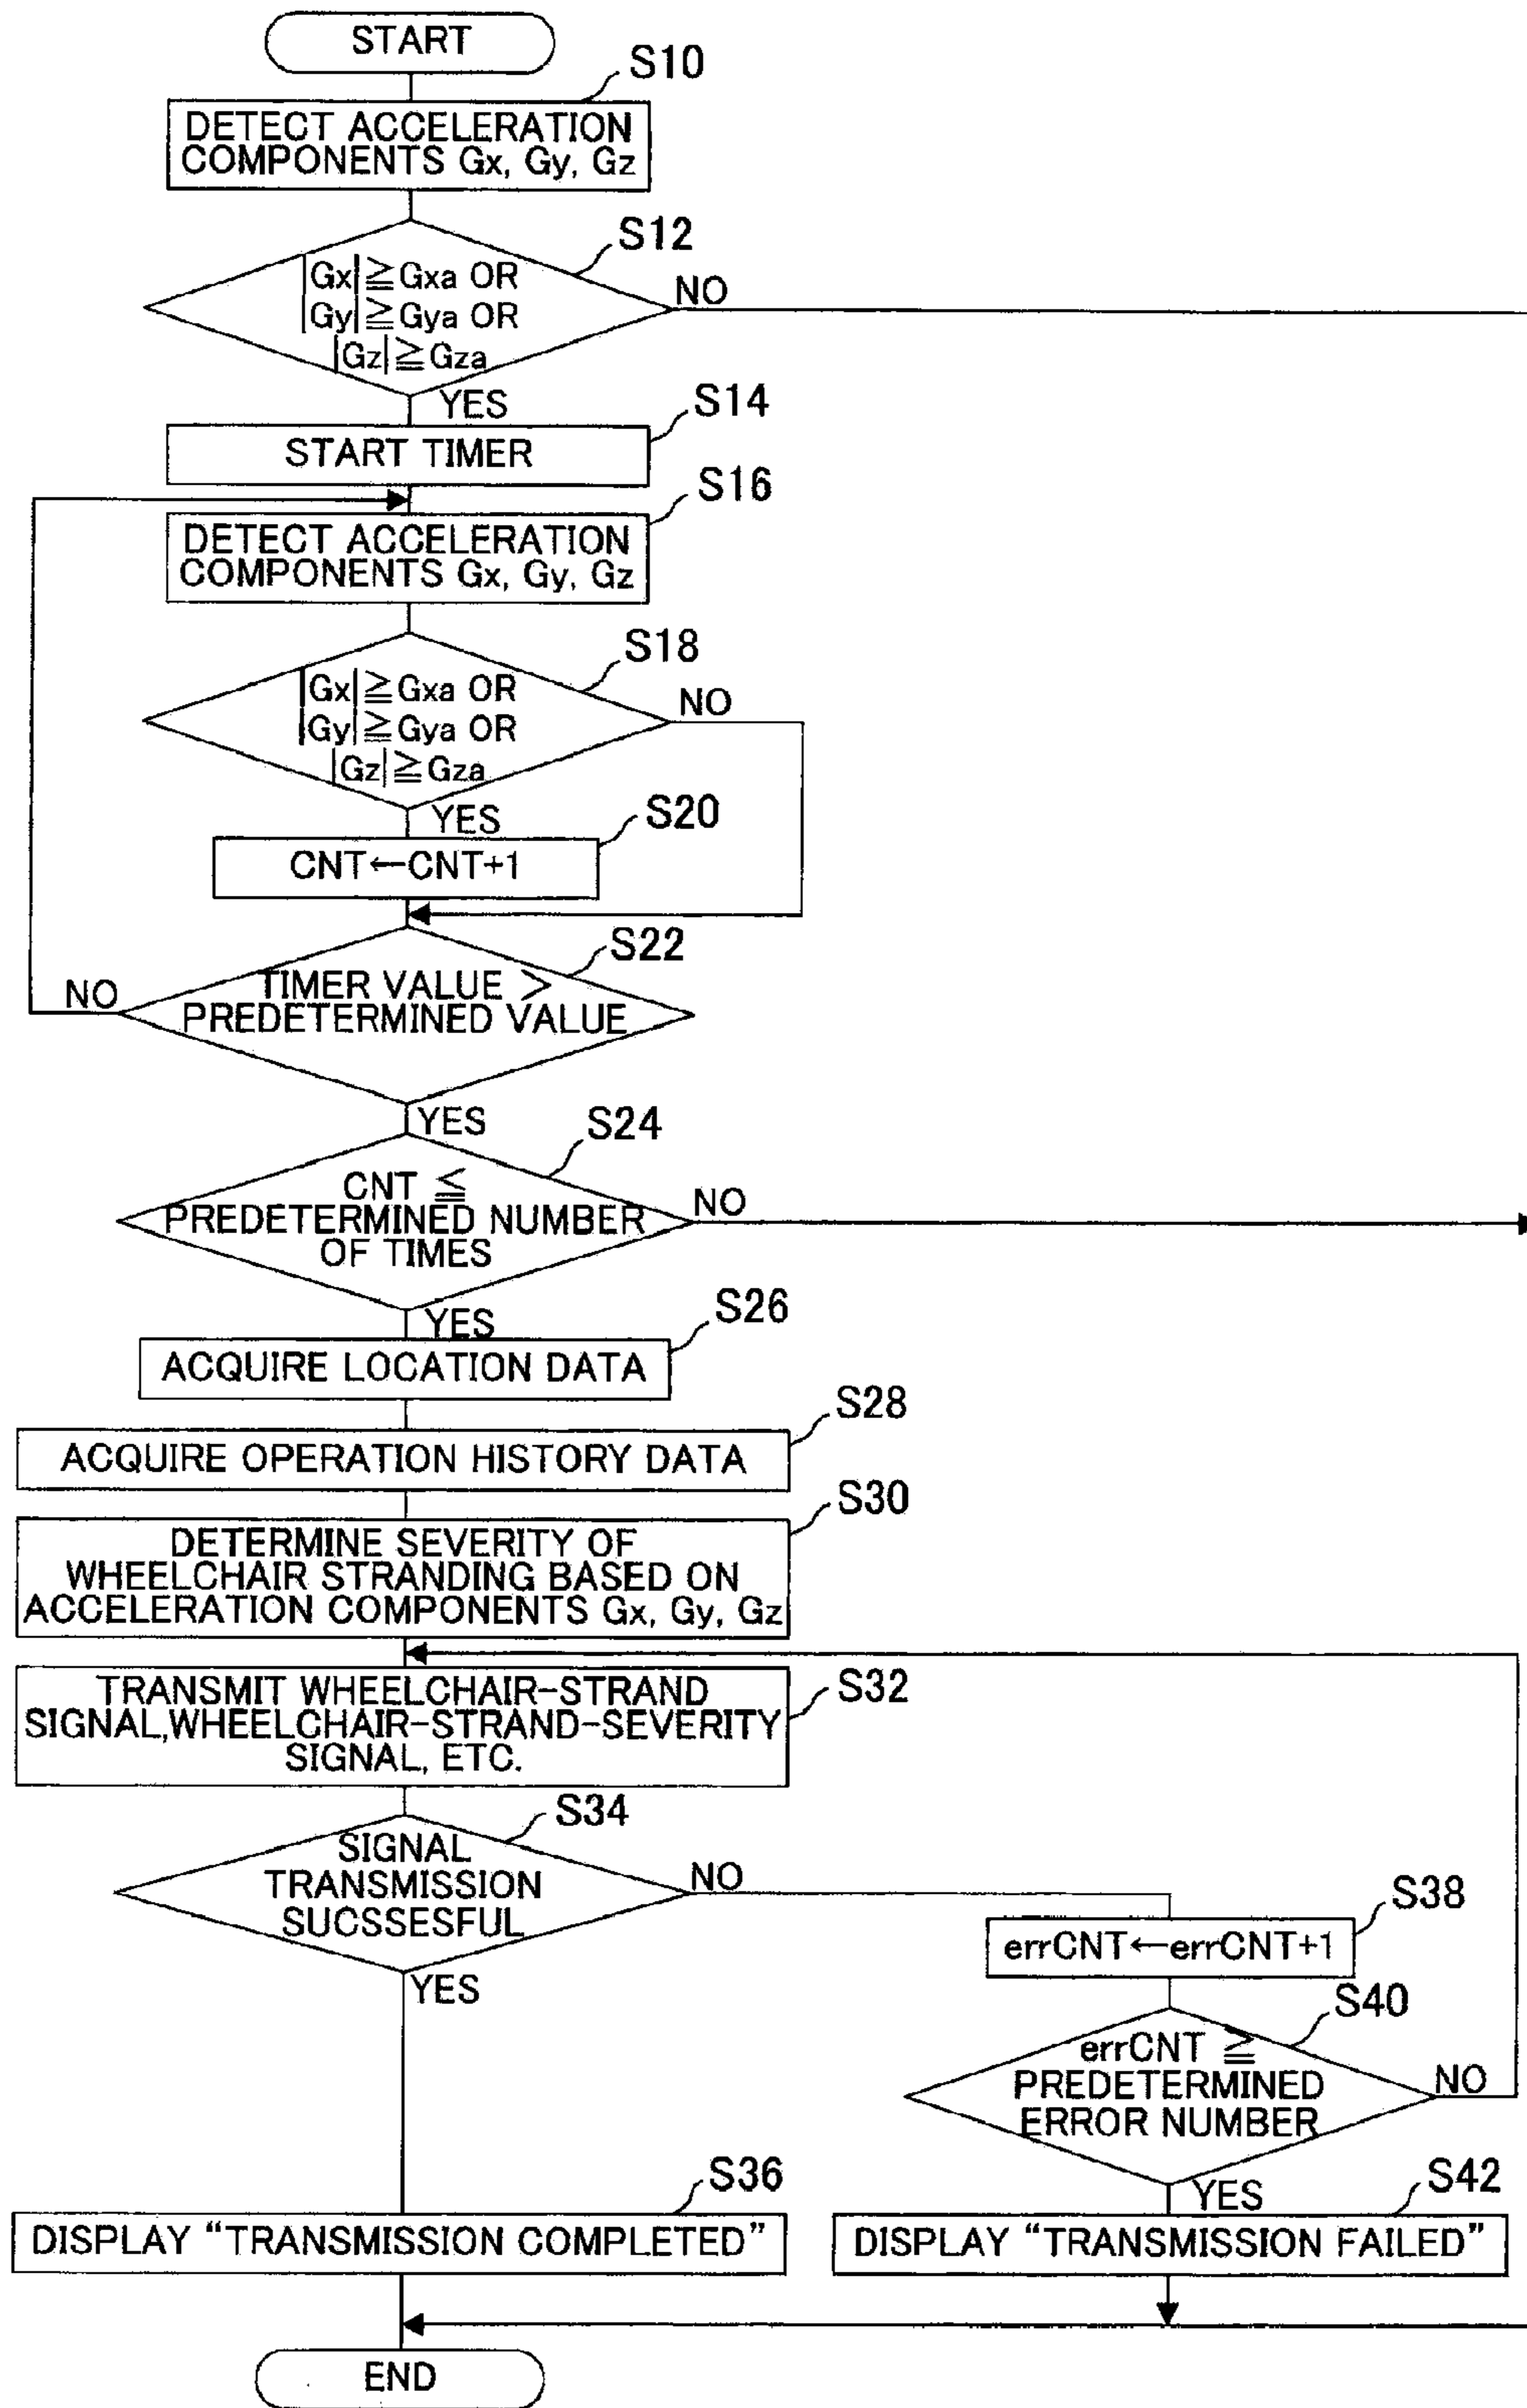 START
S10
DETECT ACCELERATION
COMPONENTS Gx, Gy, Gz
S12
|Gx|≧Gxa OR
|Gy|≧Gya OR
|Gz|≧Gza
NO
YES
S14
START TIMER
S16
DETECT ACCELERATION
COMPONENTS Gx, Gy, Gz
S18
|Gx|≧Gxa OR
|Gy|≧Gya OR
|Gz|≧Gza
NO
YES
S20
CNT←CNT+1
S22
TIMER VALUE >
PREDETERMINED VALUE
NO
YES
S24
CNT ≦
PREDETERMINED NUMBER
OF TIMES
NO
YES
S26
ACQUIRE LOCATION DATA
S28
ACQUIRE OPERATION HISTORY DATA
S30
DETERMINE SEVERITY OF
WHEELCHAIR STRANDING BASED ON
ACCELERATION COMPONENTS Gx, Gy, Gz
S32
TRANSMIT WHEELCHAIR-STRAND
SIGNAL,WHEELCHAIR-STRAND-SEVERITY
SIGNAL, ETC.
S34
SIGNAL
TRANSMISSION
SUCSSESFUL
NO
YES
S38
errCNT←errCNT+1
S40
errCNT ≧
PREDETERMINED
ERROR NUMBER
NO
YES
S36
DISPLAY “TRANSMISSION COMPLETED”
S42
DISPLAY “TRANSMISSION FAILED”
END